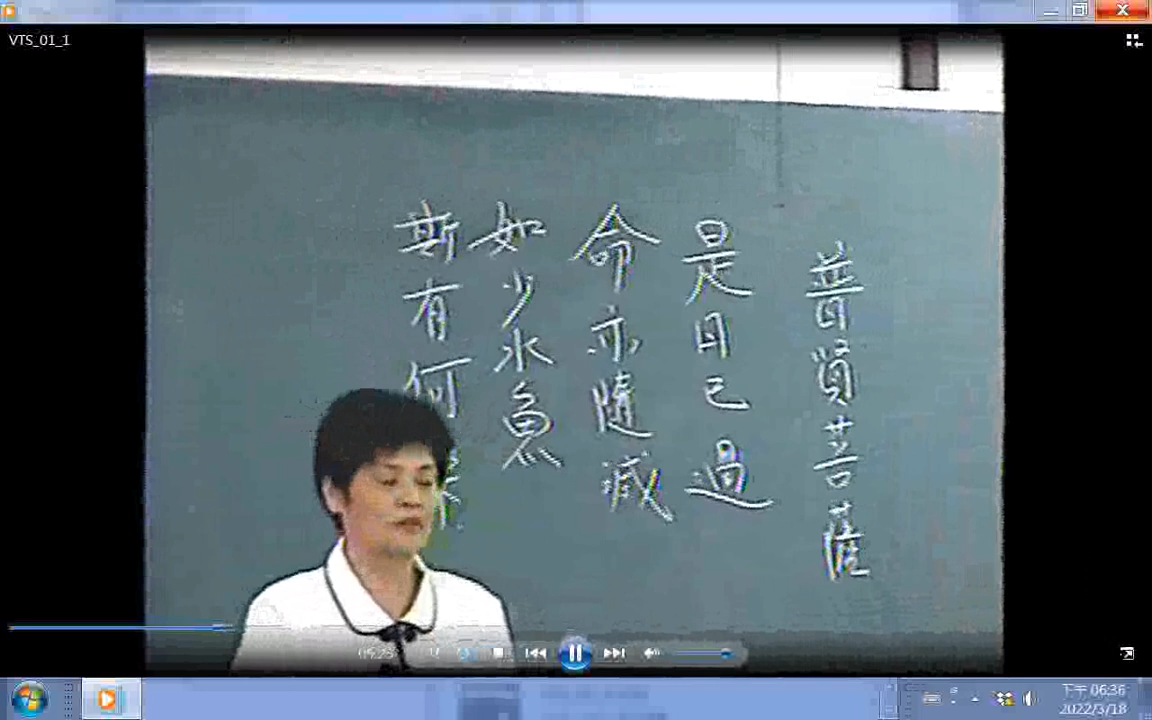 VTS_01_1
普賢菩薩
是日已過
命亦隨減
如少水魚
斯有何
下午 06:36
2022/3/18